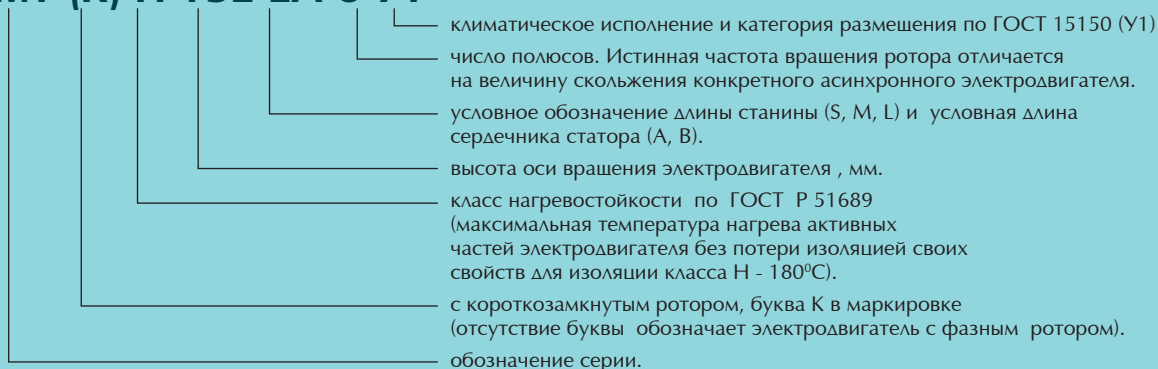 климатическое исполнение и категория размещения по ГОСТ 15150 (У1)
число полюсов. Истинная частота вращения ротора отличается
на величину скольжения конкретного асинхронного электродвигателя.
условное обозначение длины станины (S, M, L) и условная длина
сердечника статора (А, В).
высота оси вращения электродвигателя , мм.
класс нагревостойкости по ГОСТ Р 51689
(максимальная температура нагрева активных
частей электродвигателя без потери изоляцией своих
свойств для изоляции класса Н - 180⁰С).
с короткозамкнутым ротором, буква К в маркировке
(отсутствие буквы обозначает электродвигатель с фазным ротором).
обозначение серии.